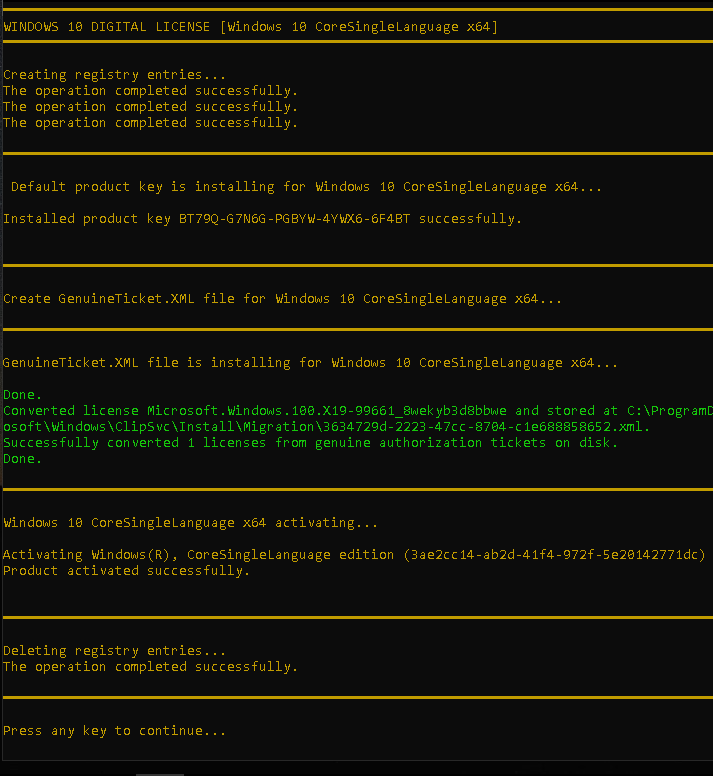 WINDOWS 10 DIGITAL LICENSE [Windows 10 CoreSingleLanguage x64]
Creating registry entries...
The operation completed successfully.
The operation completed successfully.
The operation completed successfully.
Default product key is installing for Windows 10 CoreSingleLanguage x64...
Installed product key BT79Q-G7N6G-PGBYW-4YWX6-6F4BT successfully.
Create GenuineTicket.XML file for Windows 10 CoreSingleLanguage x64...
GenuineTicket.XML file is installing for Windows 10 CoreSingleLanguage x64...
Done.
Converted license Microsoft.Windows.100.X19-99661_8wekyb3d8bbwe and stored at C:\ProgramD
osoft\Windows\ClipSvc\Install\Migration\3634729d-2223-47cc-8704-c1e688858652.xml.
Successfully converted 1 licenses from genuine authorization tickets on disk.
Done.
Windows 10 CoreSingleLanguage x64 activating...
Activating Windows(R), CoreSingleLanguage edition (3ae2cc14-ab2d-41f4-972f-5e20142771dc)
Product activated successfully.
Deleting registry entries...
The operation completed successfully.
Press any key to continue...